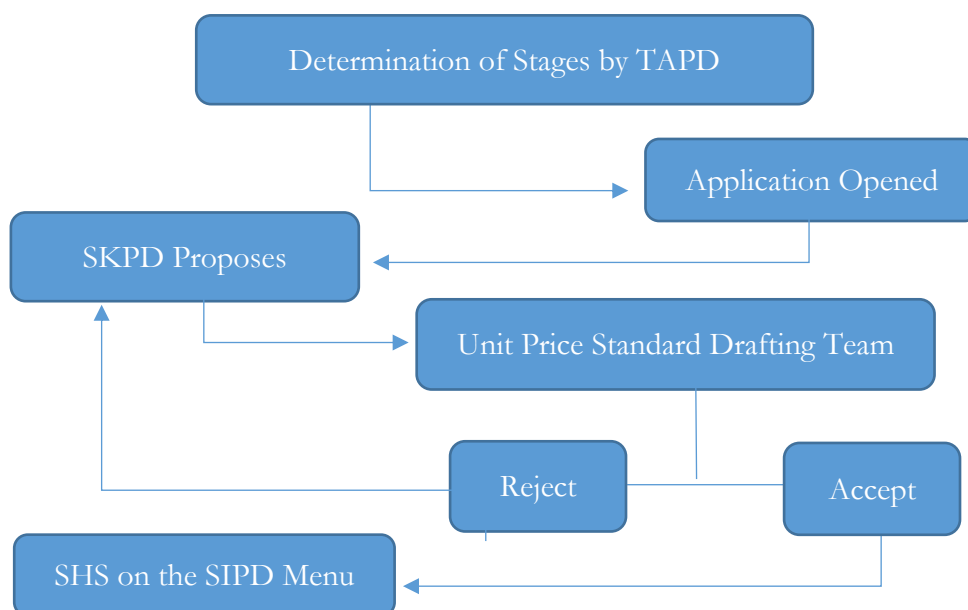 Determination of Stages by TAPD
Application Opened
SKPD Proposes
Unit Price Standard Drafting Team
Reject
Accept
SHS on the SIPD Menu